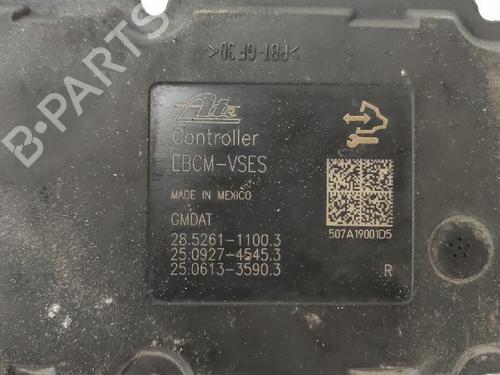 >PBT-GF30<
Ate
Controller
EBCM-VSES
MADE IN MEXICO
GMDAT
28.5261-1100.3
25.0927-4545.3
25.0613-3590.3
507A19001D5
R
B-PARTS